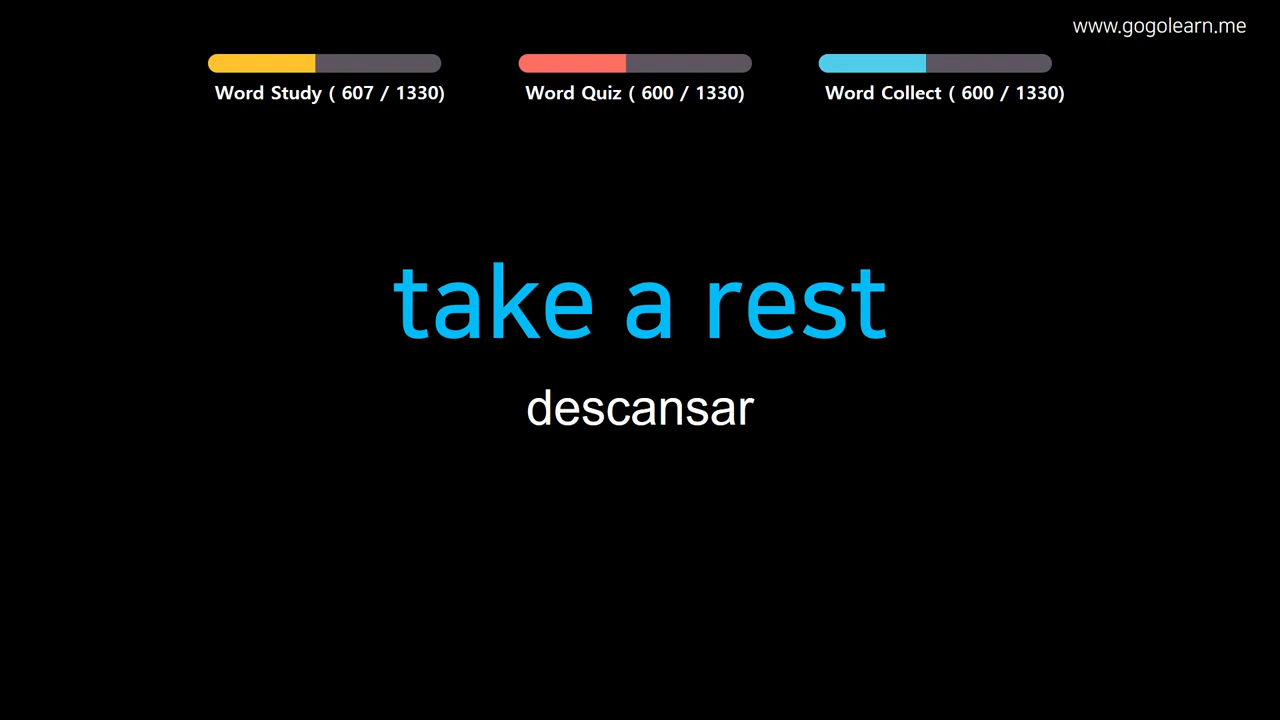 www.gogolearn.me
Word Study ( 607 / 1330)
Word Quiz ( 600 / 1330)
Word Collect ( 600 / 1330)
take a rest
descansar